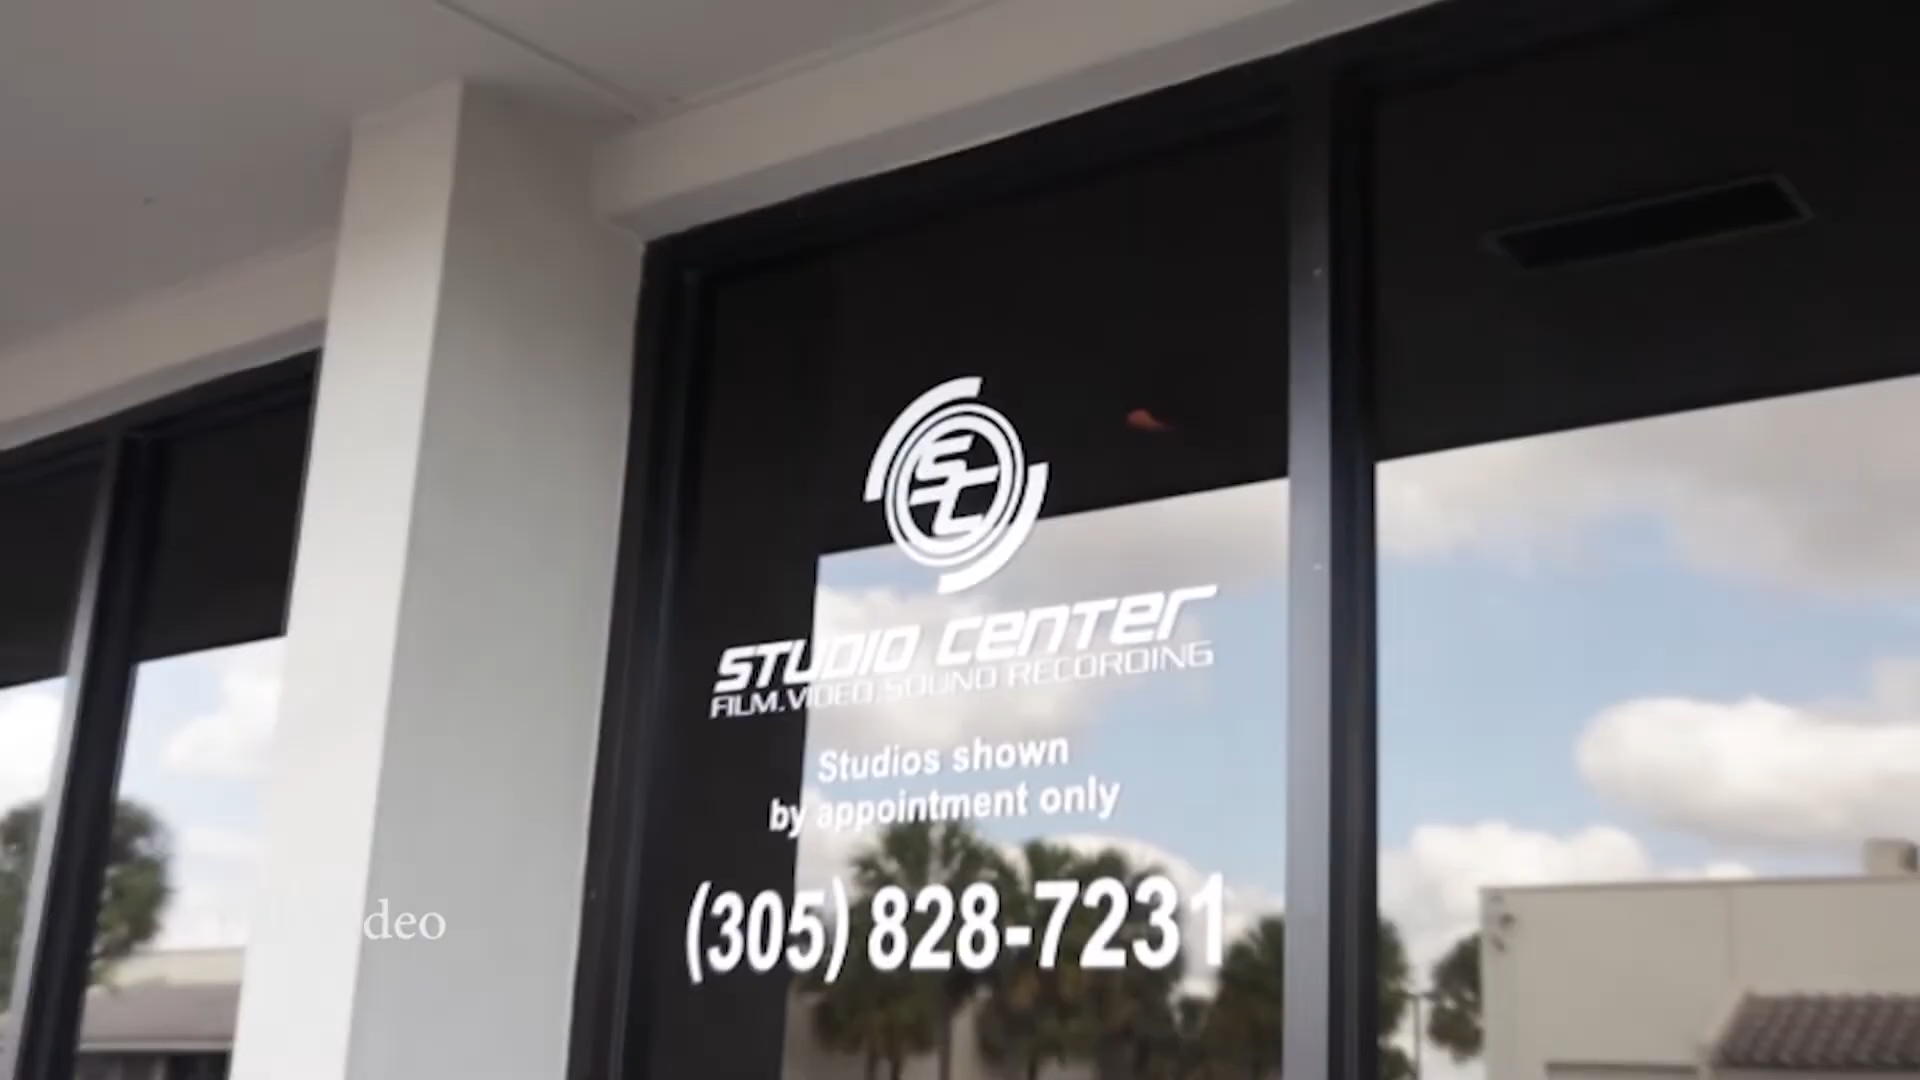 SC
STUDIO CENTER
FILM.VIDEO.SOUND RECORDING
Studios shown
by appointment only
(305) 828-7231